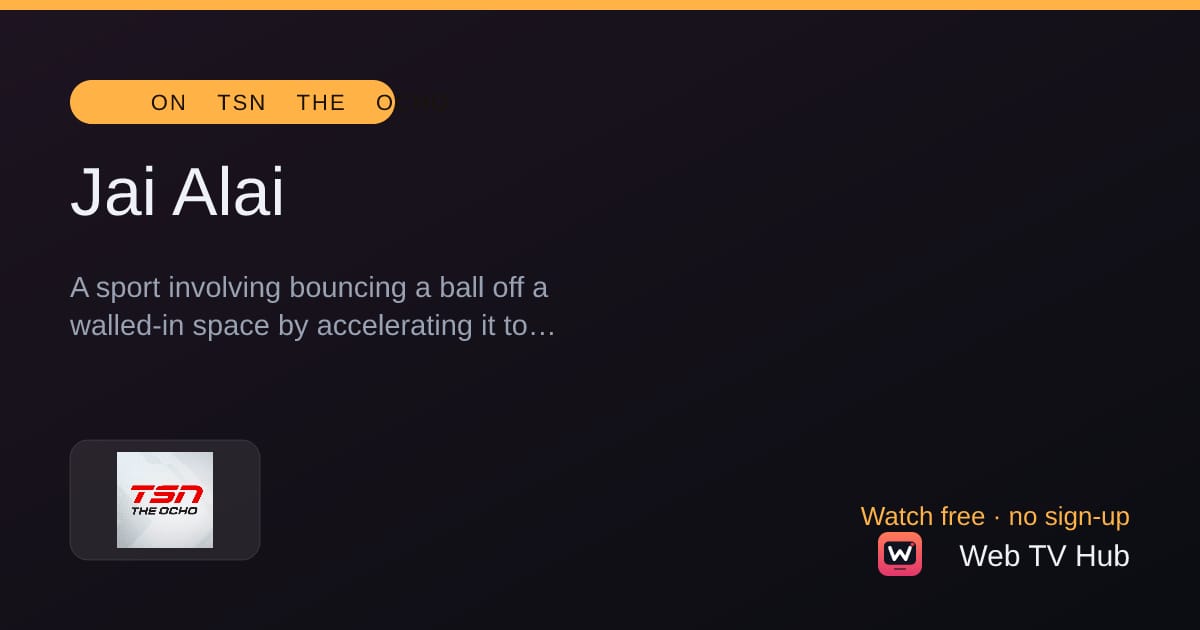 ON TSN THE OCHO
Jai Alai
A sport involving bouncing a ball off a
walled-in space by accelerating it to…
TSN
THE OCHO
Watch free · no sign-up
W
Web TV Hub